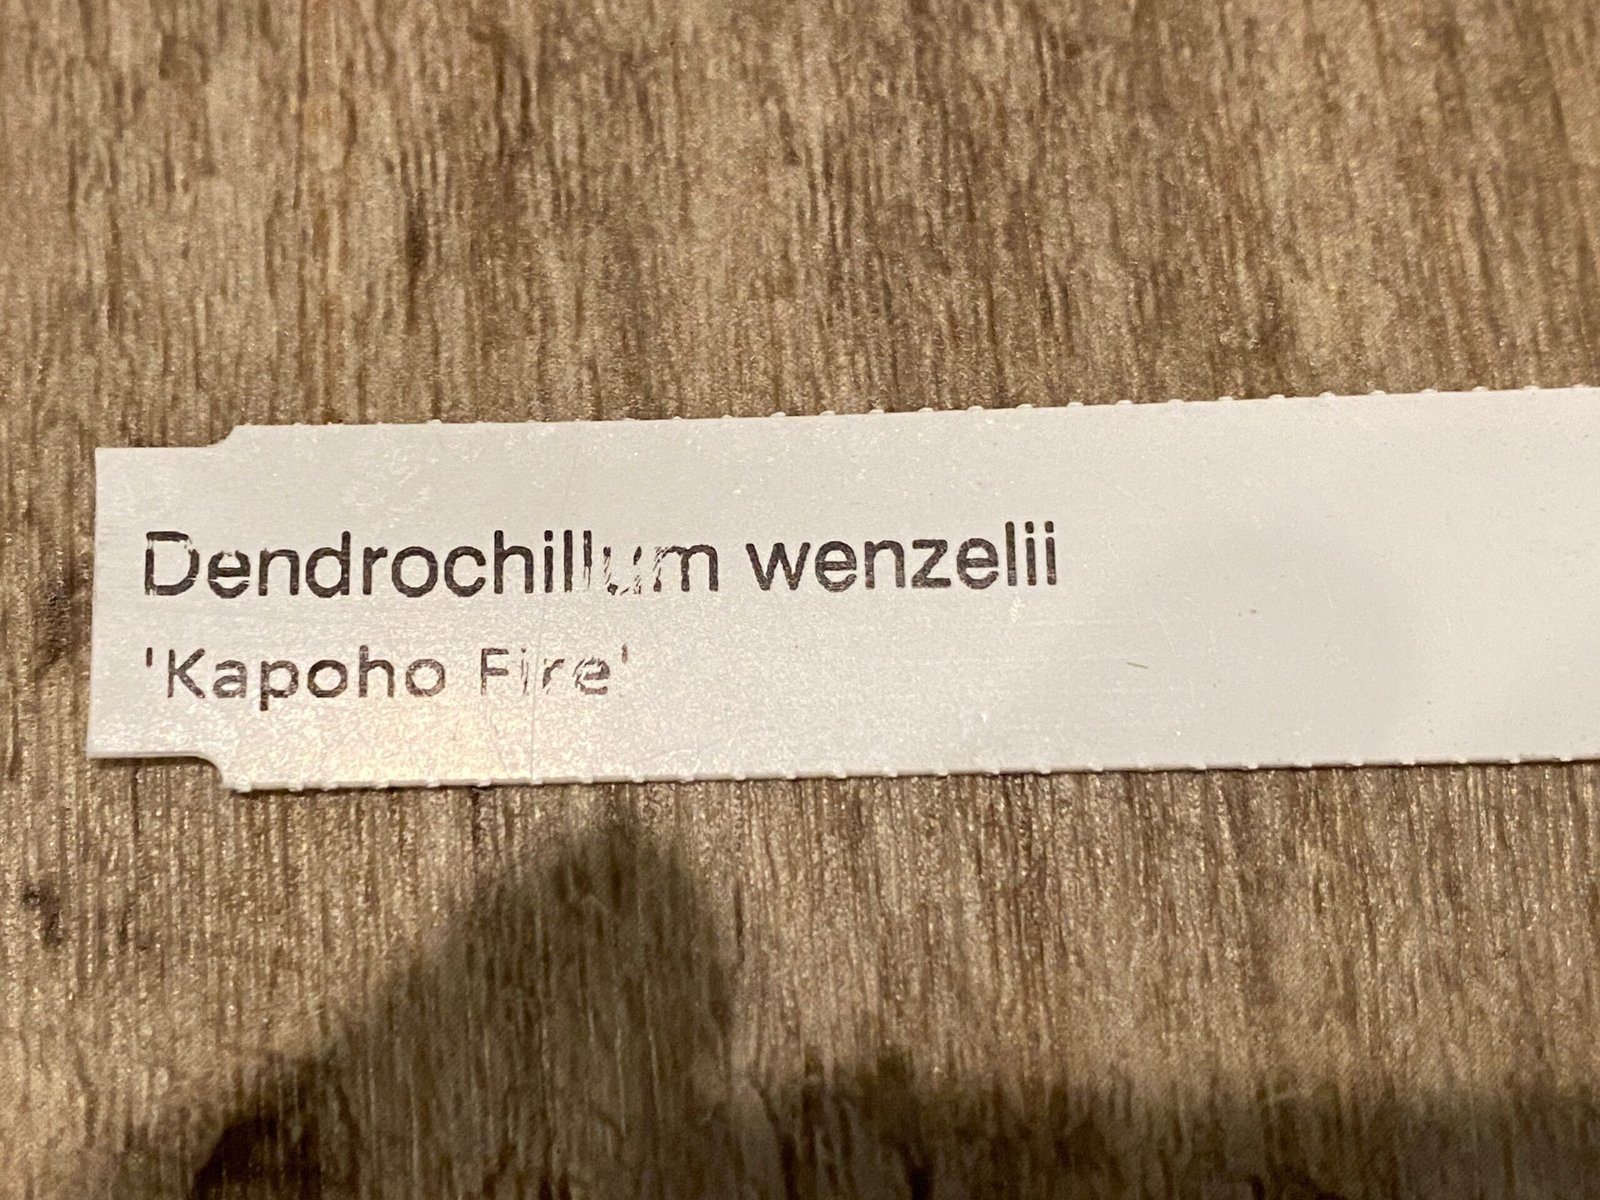 Dendrochillum wenzelii
'Kapoho Fire'